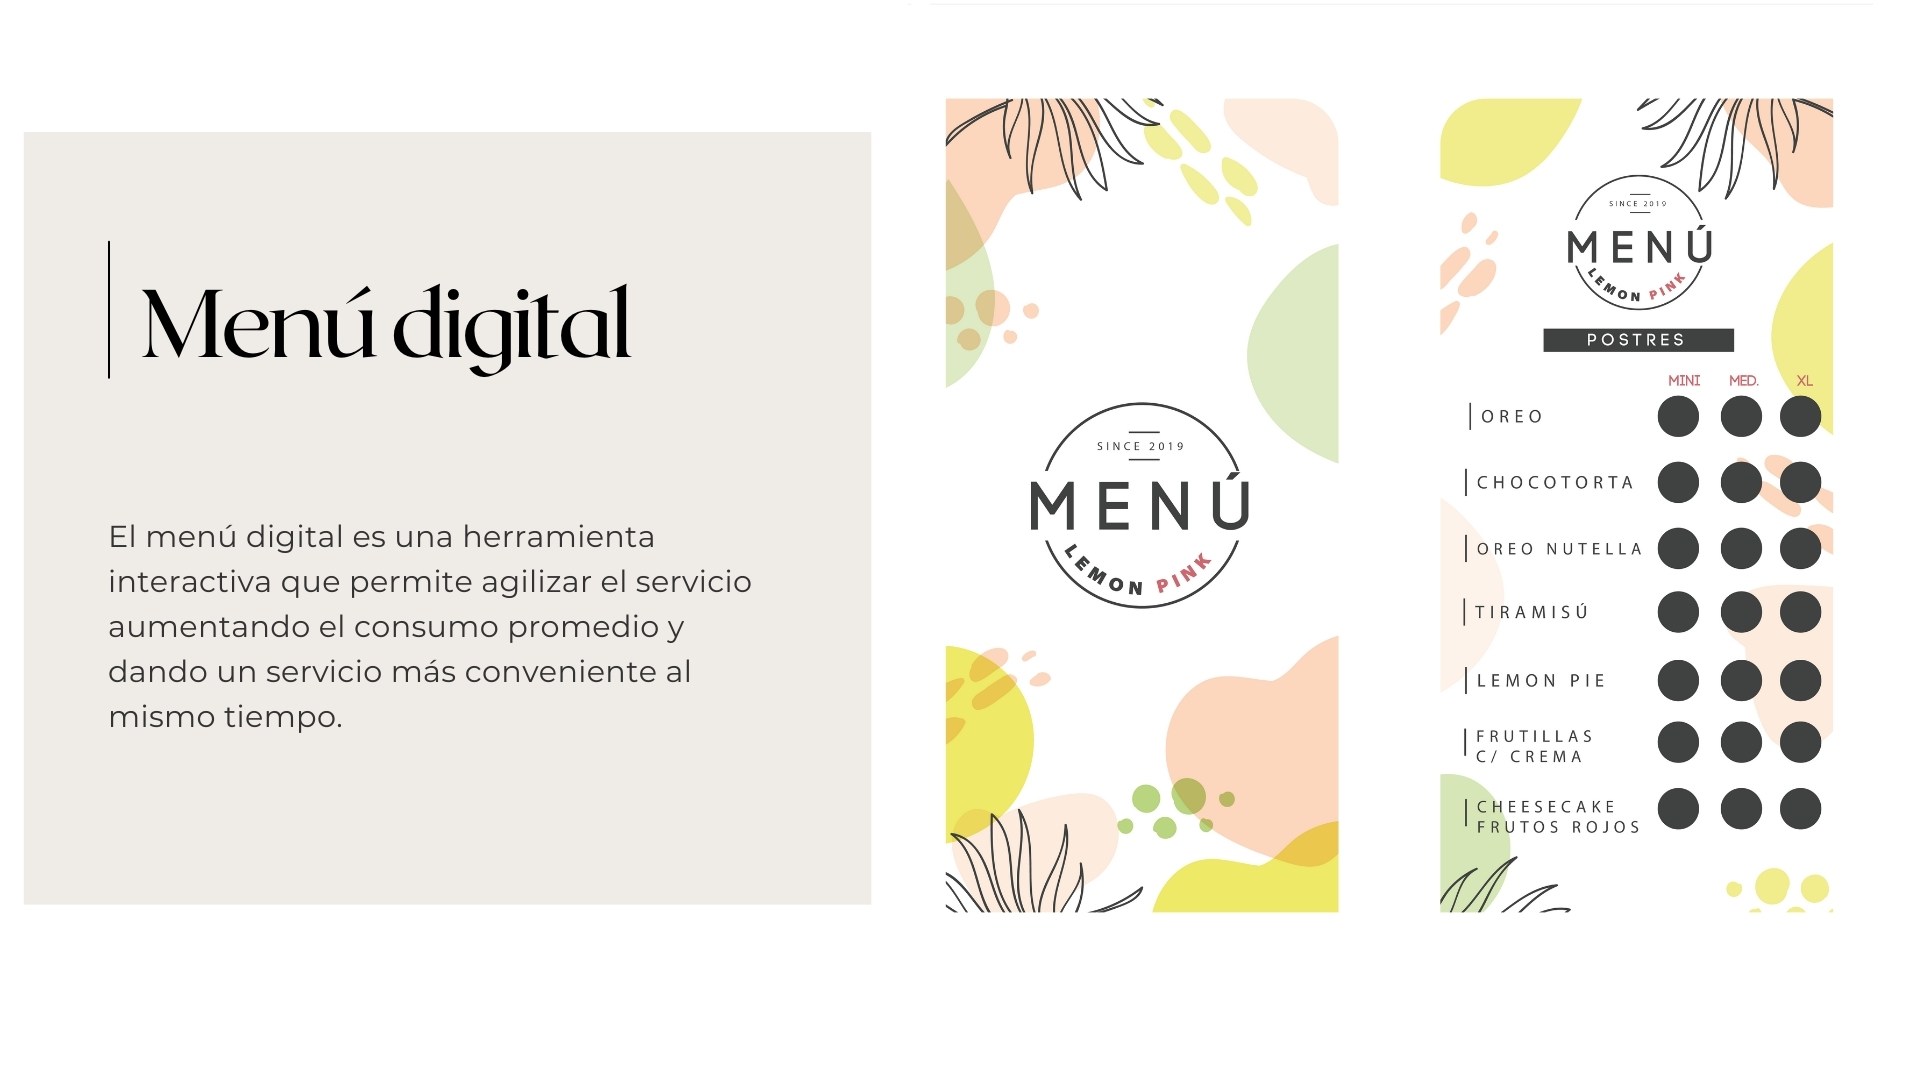 Menú digital
El menú digital es una herramienta
interactiva que permite agilizar el servicio
aumentando el consumo promedio y
dando un servicio más conveniente al
mismo tiempo.
SINCE 2019
MENÚ
LEMON PINK
SINCE 2019
MENÚ
LEMON PINK
POSTRES
MINI MED. XL
OREO
CHOCOTORTA
OREO NUTELLA
TIRAMISÚ
LEMON PIE
FRUTILLAS
C/ CREMA
CHEESECAKE
FRUTOS ROJOS